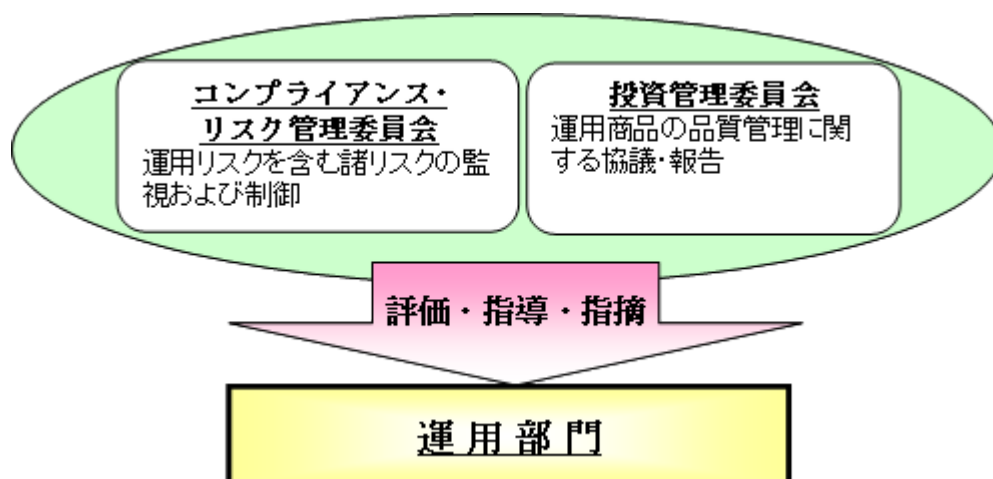 コンプライアンス・
リスク管理委員会
運用リスクを含む諸リスクの監
視および制御
投資管理委員会
運用商品の品質管理に関
する協議・報告
評価・指導・指摘
運用部門